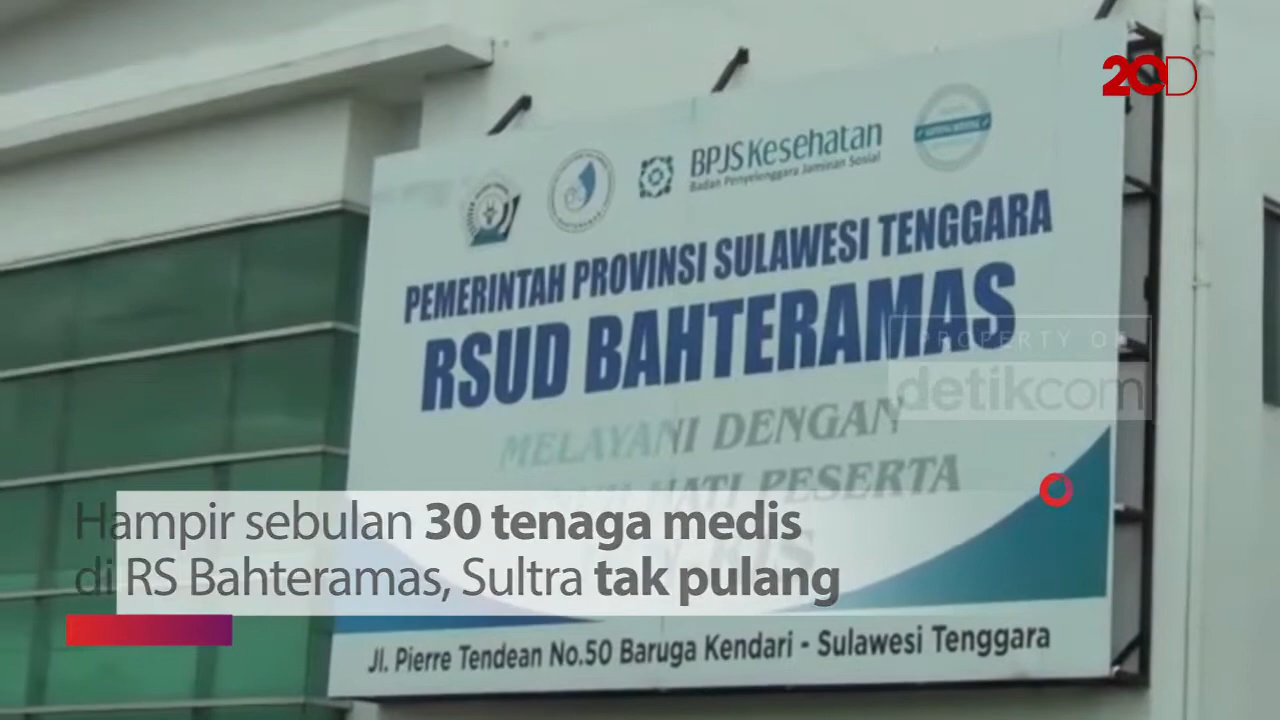 20D
BPJS Kesehatan
Badan Penyelenggara Jaminan Sosial
PEMERINTAH PROVINSI SULAWESI TENGGARA
RSUD BAHTERAMAS
PROPERTY OF
detikcom
MELAYANI DENGAN
HATI PESERTA
Hampir sebulan 30 tenaga medis
di RS Bahteramas, Sultra tak pulang
Jl. Pierre Tendean No.50 Baruga Kendari - Sulawesi Tenggara